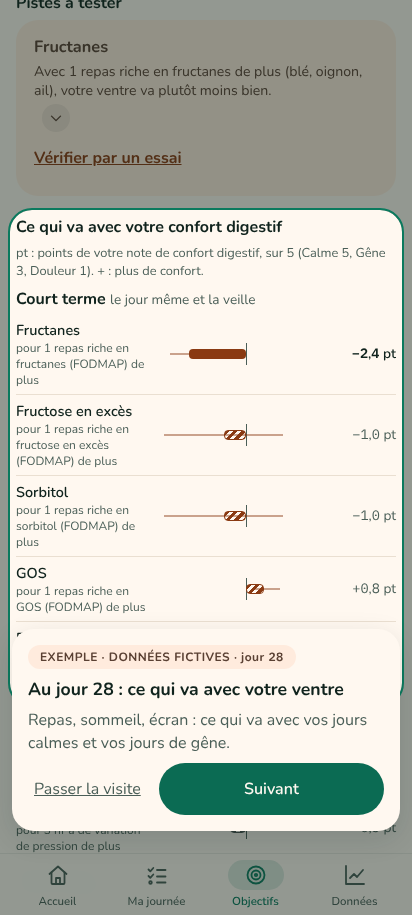 Pistes à tester
Fructanes
Avec 1 repas riche en fructanes de plus (blé, oignon,
ail), votre ventre va plutôt moins bien.
Vérifier par un essai
Ce qui va avec votre confort digestif
pt : points de votre note de confort digestif, sur 5 (Calme 5, Gêne
3, Douleur 1). + : plus de confort.
Court terme le jour même et la veille
Fructanes
pour 1 repas riche en
fructanes (FODMAP) de
plus
−2,4 pt
Fructose en excès
pour 1 repas riche en
fructose en excès
(FODMAP) de plus
−1,0 pt
Sorbitol
pour 1 repas riche en
sorbitol (FODMAP) de
plus
−1,0 pt
GOS
pour 1 repas riche en
GOS (FODMAP) de plus
+0,8 pt
EXEMPLE · DONNÉES FICTIVES · jour 28
Au jour 28 : ce qui va avec votre ventre
Repas, sommeil, écran : ce qui va avec vos jours
calmes et vos jours de gêne.
Passer la visite
Suivant
de pression de plus
Accueil
Ma journée
Objectifs
Données